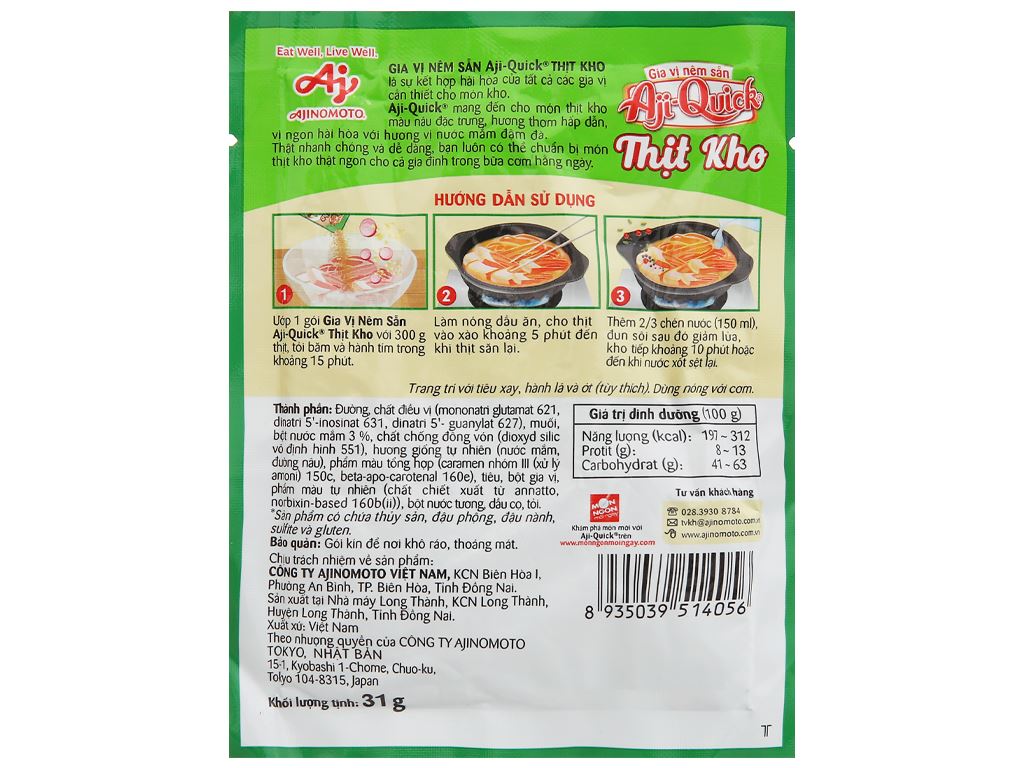 Eat Well, Live Well.
Aj
AJINOMOTO
GIA VỊ NÊM SẴN Aji-Quick® THỊT KHO
là sự kết hợp hài hòa của tất cả các gia vị
cần thiết cho món kho.
Aji-Quick® mang đến cho món thịt kho
màu nâu đặc trưng, hương thơm hấp dẫn,
vị ngon hài hòa với hương vị nước mắm đậm đà.
Thật nhanh chóng và dễ dàng, bạn luôn có thể chuẩn bị món
thịt kho thật ngon cho cả gia đình trong bữa cơm hằng ngày.
Gia vị nêm sẵn
Aji-Quick®
Thịt Kho
HƯỚNG DẪN SỬ DỤNG
1
2
3
Ướp 1 gói Gia Vị Nêm Sẵn
Aji-Quick® Thịt Kho với 300 g
thịt, tỏi băm và hành tím trong
khoảng 15 phút.
Làm nóng dầu ăn, cho thịt
vào xào khoảng 5 phút đến
khi thịt săn lại.
Thêm 2/3 chén nước (150 ml),
đun sôi sau đó giảm lửa,
kho tiếp khoảng 10 phút hoặc
đến khi nước xốt sệt lại.
Trang trí với tiêu xay, hành lá và ớt (tùy thích). Dùng nóng với cơm.
Thành phần: Đường, chất điều vị (mononatri glutamat 621,
dinatri 5'-inosinat 631, dinatri 5'- guanylat 627), muối,
bột nước mắm 3 %, chất chống đông vón (dioxyd silic
vô định hình 551), hương giống tự nhiên (nước mắm,
đường nâu), phẩm màu tổng hợp (caramen nhóm III (xử lý
amoni) 150c, beta-apo-carotenal 160e), tiêu, bột gia vị,
phẩm màu tự nhiên (chất chiết xuất từ annatto,
norbixin-based 160b(ii)), bột nước tương, dầu cọ, tỏi.
*Sản phẩm có chứa thủy sản, đậu phộng, đậu nành,
sulfite và gluten.
Bảo quản: Gói kín để nơi khô ráo, thoáng mát.
Chịu trách nhiệm về sản phẩm:
CÔNG TY AJINOMOTO VIỆT NAM, KCN Biên Hòa I,
Phường An Bình, TP. Biên Hòa, Tỉnh Đồng Nai.
Sản xuất tại Nhà máy Long Thành, KCN Long Thành,
Huyện Long Thành, Tỉnh Đồng Nai.
Xuất xứ: Việt Nam
Theo nhượng quyền của CÔNG TY AJINOMOTO
TOKYO, NHẬT BẢN
15-1, Kyobashi 1-Chome, Chuo-ku,
Tokyo 104-8315, Japan
Khối lượng tịnh: 31 g
Giá trị dinh dưỡng (100 g)
Năng lượng (kcal): 197 ~ 312
Protit (g): 8 ~ 13
Carbohydrat (g): 41 ~ 63
MÓN
NGON
mỗi ngày
Khám phá món mới với
Aji-Quick® trên
www.monngonmoingay.com
Tư vấn khách hàng
028.3930 8784
tvkh@ajinomoto.com.vn
www.ajinomoto.com.vn
8 935039 514056
T